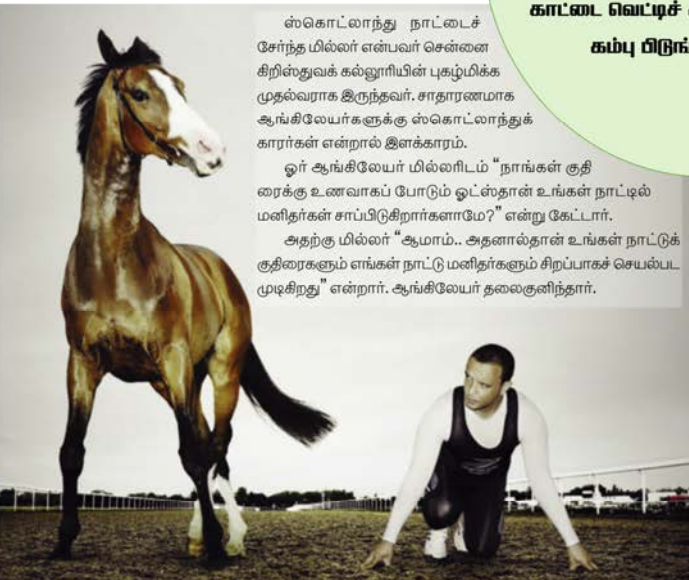 காட்டை வெட்டிச்
கம்பு
ஸ்கொட்லாந்து நாட்டைச்
சேர்ந்த மில்லர் என்பவர் சென்னை
கிறிஸ்துவக் கல்லூரியின் புகழ்மிக்க
முதல்வராக இருந்தவர். சாதாரணமாக
ஆங்கிலேயர்களுக்கு ஸ்கொட்லாந்துக்
காரர்கள் என்றால் இளக்காரம்.
ஓர் ஆங்கிலேயர் மில்லரிடம் “நாங்கள் குதி
ரைக்கு உணவாகப் போடும் ஓட்ஸ்தான் உங்கள் நாட்டில்
மனிதர்கள் சாப்பிடுகிறார்களாமே?” என்று கேட்டார்.
அதற்கு மில்லர் “ஆமாம்.. அதனால்தான் உங்கள் நாட்டுக்
குதிரைகளும் எங்கள் நாட்டு மனிதர்களும் சிறப்பாகச் செயல்பட
முடிகிறது” என்றார். ஆங்கிலேயர் தலைகுனிந்தார்.